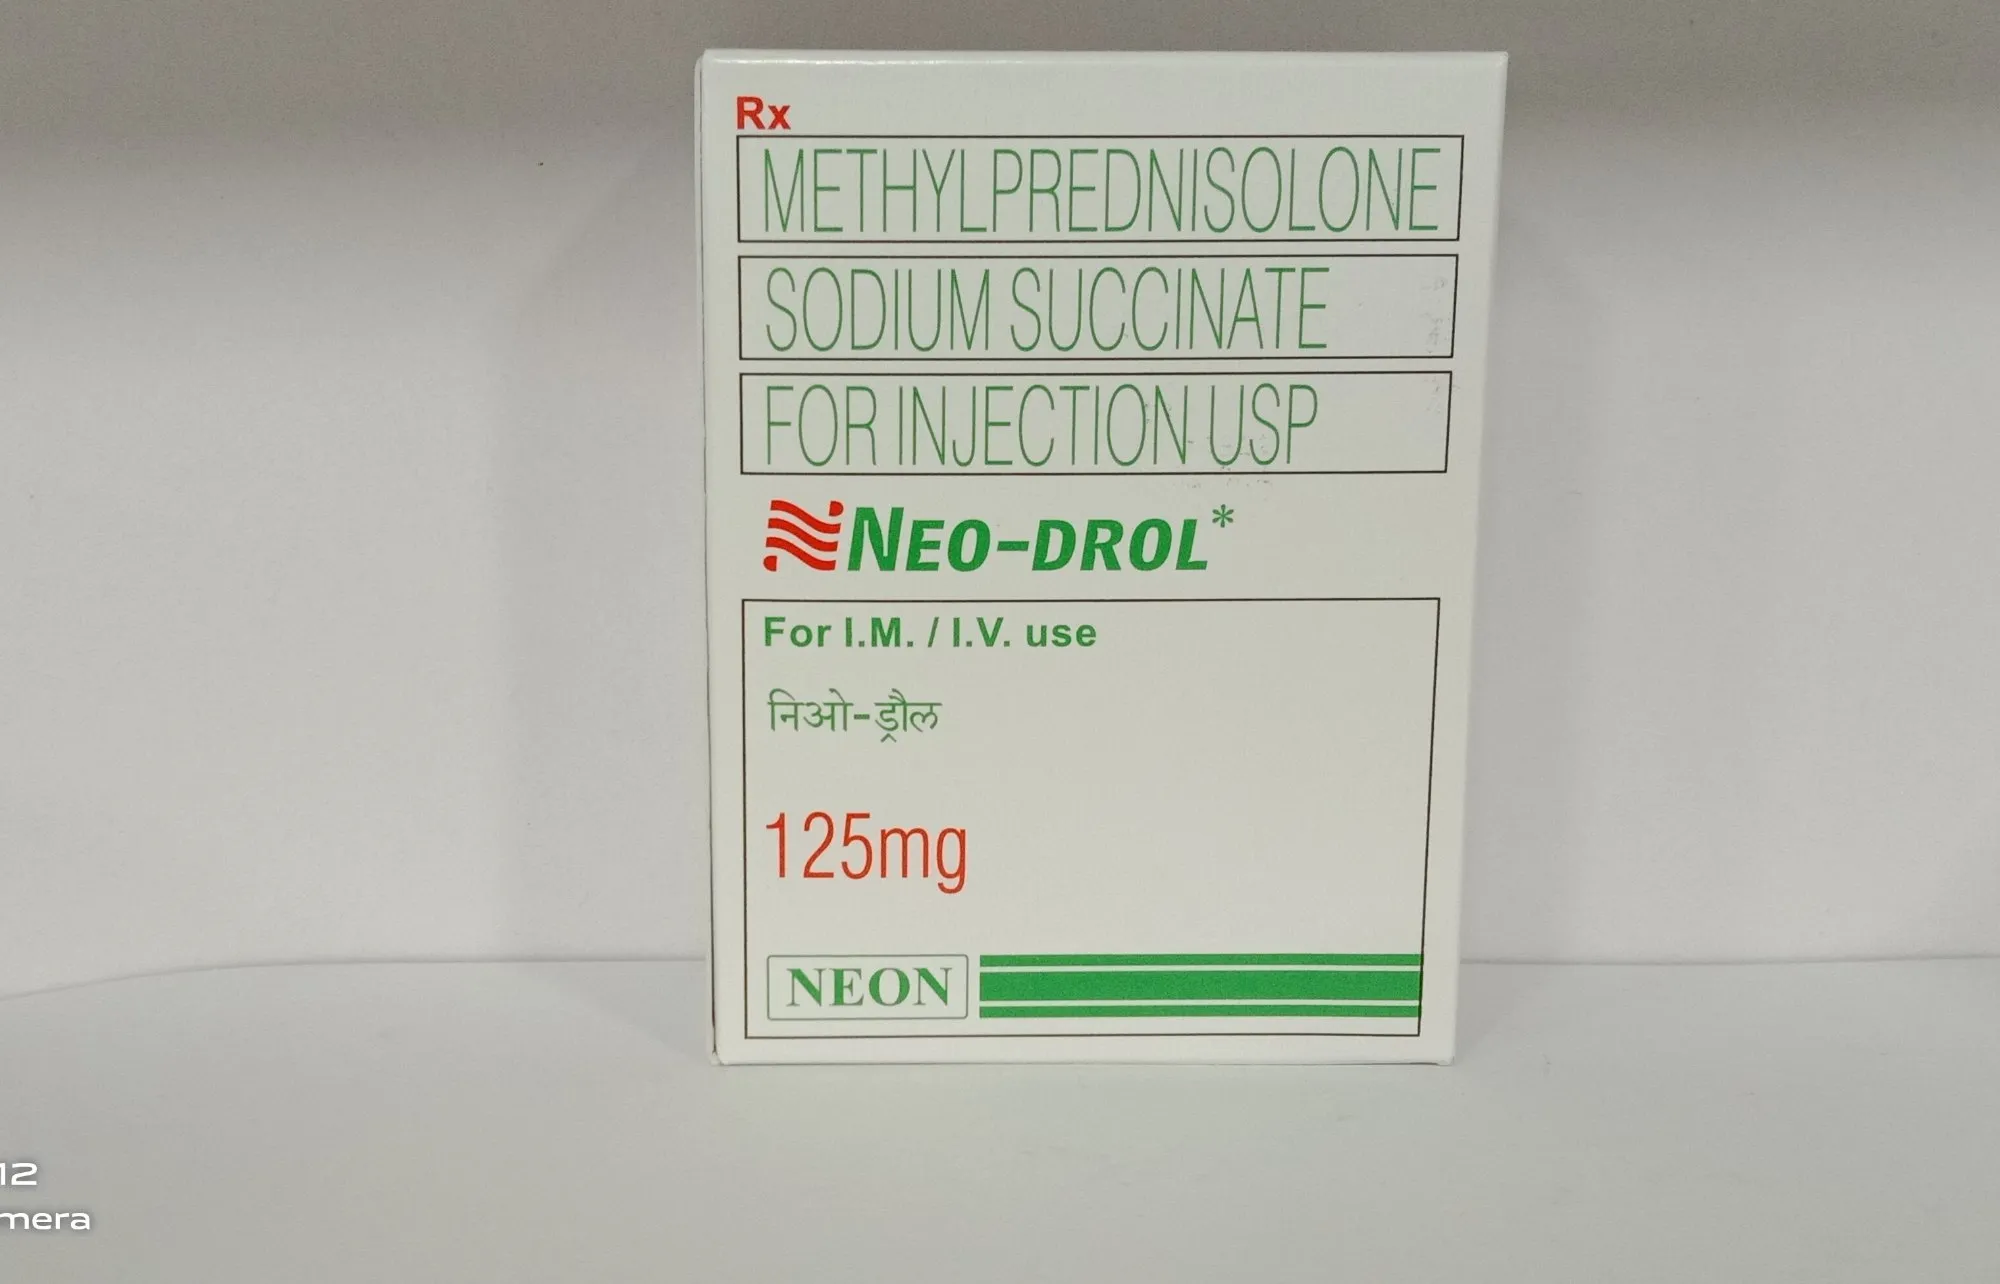 Rx
METHYLPREDNISOLONE
SODIUM SUCCINATE
FOR INJECTION USP
NEO-DROL*
For I.M. / I.V. use
निओ-ड्रौल
125mg
NEON
12
mera